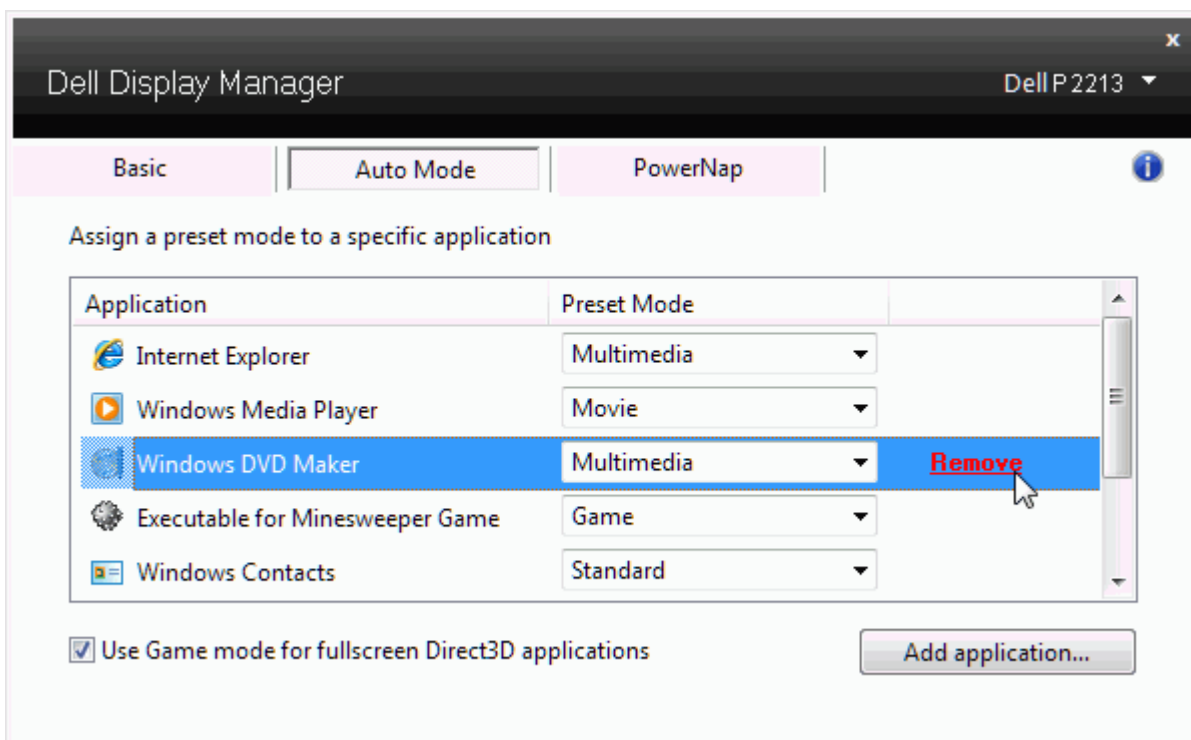 x
Dell Display Manager Dell P2213
Basic Auto Mode PowerNap
Assign a preset mode to a specific application
Application Preset Mode
Internet Explorer Multimedia
Windows Media Player Movie
Windows DVD Maker Multimedia Remove
Executable for Minesweeper Game Game
Windows Contacts Standard
Use Game mode for fullscreen Direct3D applications Add application...